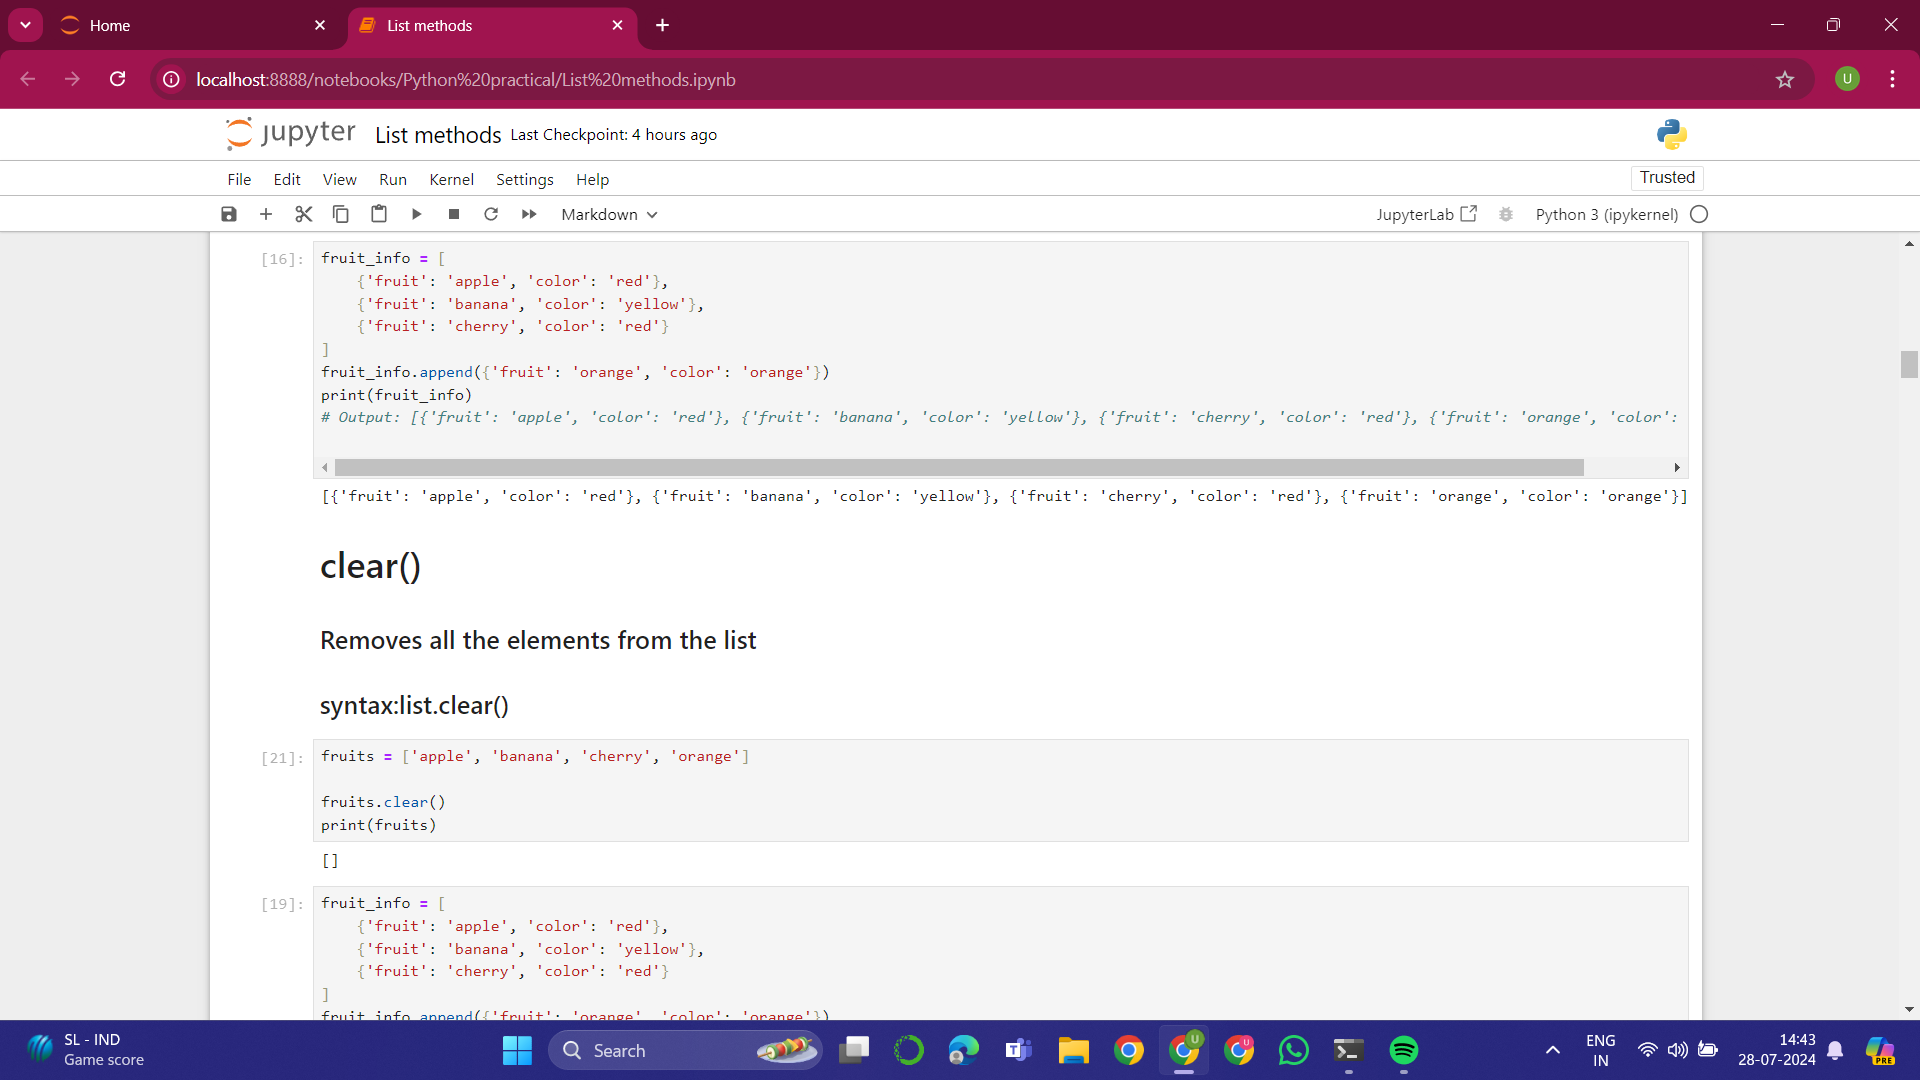 Home
List methods
localhost:8888/notebooks/Python%20practical/List%20methods.ipynb
U
jupyter List methods Last Checkpoint: 4 hours ago
File Edit View Run Kernel Settings Help
Trusted
Markdown
JupyterLab
Python 3 (ipykernel)
[16]:
fruit_info = [
    {'fruit': 'apple', 'color': 'red'},
    {'fruit': 'banana', 'color': 'yellow'},
    {'fruit': 'cherry', 'color': 'red'}
]
fruit_info.append({'fruit': 'orange', 'color': 'orange'})
print(fruit_info)
# Output: [{'fruit': 'apple', 'color': 'red'}, {'fruit': 'banana', 'color': 'yellow'}, {'fruit': 'cherry', 'color': 'red'}, {'fruit': 'orange', 'color':
[{'fruit': 'apple', 'color': 'red'}, {'fruit': 'banana', 'color': 'yellow'}, {'fruit': 'cherry', 'color': 'red'}, {'fruit': 'orange', 'color': 'orange'}]
clear()
Removes all the elements from the list
syntax:list.clear()
[21]:
fruits = ['apple', 'banana', 'cherry', 'orange']
fruits.clear()
print(fruits)
[]
[19]:
fruit_info = [
    {'fruit': 'apple', 'color': 'red'},
    {'fruit': 'banana', 'color': 'yellow'},
    {'fruit': 'cherry', 'color': 'red'}
]
fruit_info.append({'fruit': 'orange', 'color': 'orange'})
SL - IND
Game score
Search
U
U
ENG
IN
14:43
28-07-2024
PRE